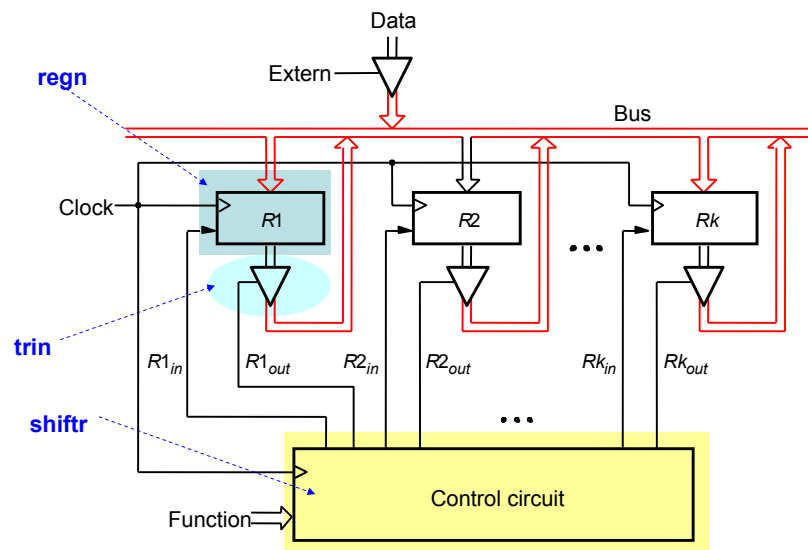 Data
Extern
regn
Bus
Clock
R1
R2
Rk
trin
R1in
R1out
R2in
R2out
Rkin
Rkout
shiftr
Control circuit
Function